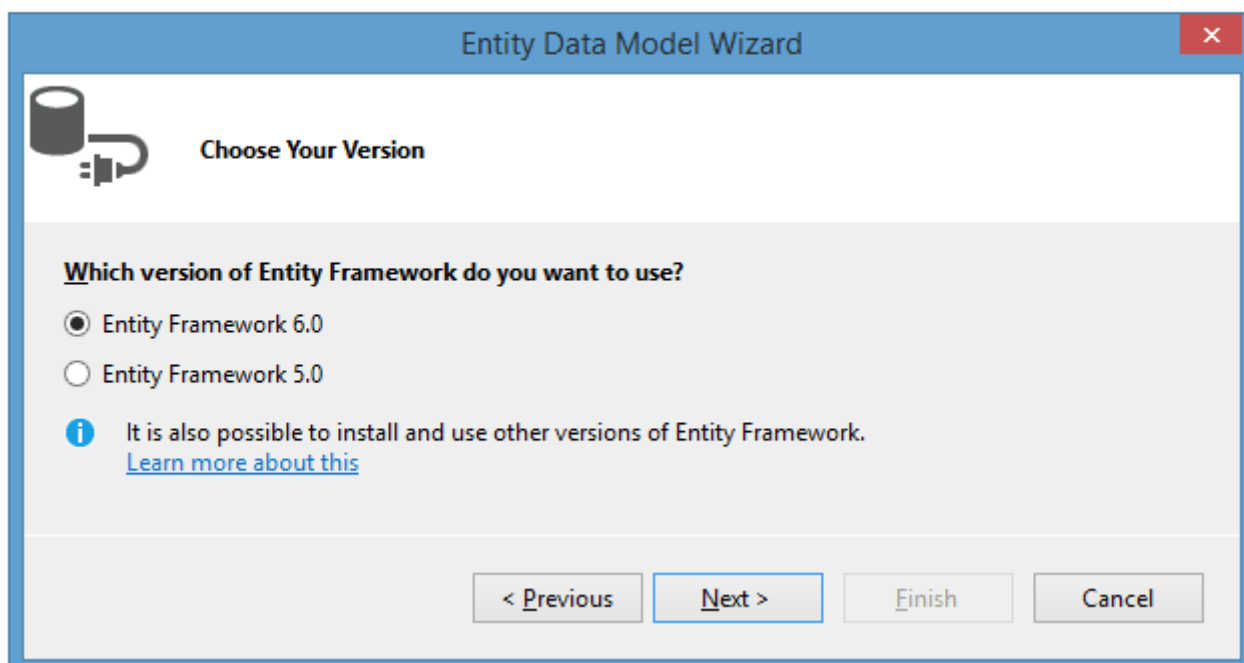 Entity Data Model Wizard
Choose Your Version
Which version of Entity Framework do you want to use?
Entity Framework 6.0
Entity Framework 5.0
It is also possible to install and use other versions of Entity Framework.
Learn more about this
< Previous Next > Finish Cancel